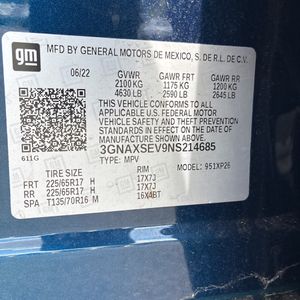 gm
MFD BY GENERAL MOTORS DE MEXICO, S. DE R.L. DE C.V.
06/22 GVWR GAWR FRT GAWR RR
2100 KG 1175 KG 1200 KG
4630 LB 2590 LB 2645 LB
THIS VEHICLE CONFORMS TO ALL
APPLICABLE U.S. FEDERAL MOTOR
VEHICLE SAFETY AND THEFT PREVENTION
STANDARDS IN EFFECT ON THE DATE OF
MANUFACTURE SHOWN ABOVE.
3GNAXSEV9NS214685
611G TYPE: MPV
TIRE SIZE RIM 951XP26
FRT 225/65R17 H 17X7J
RR 225/65R17 H 17X7J
SPA T135/70R16 M 16X4BT